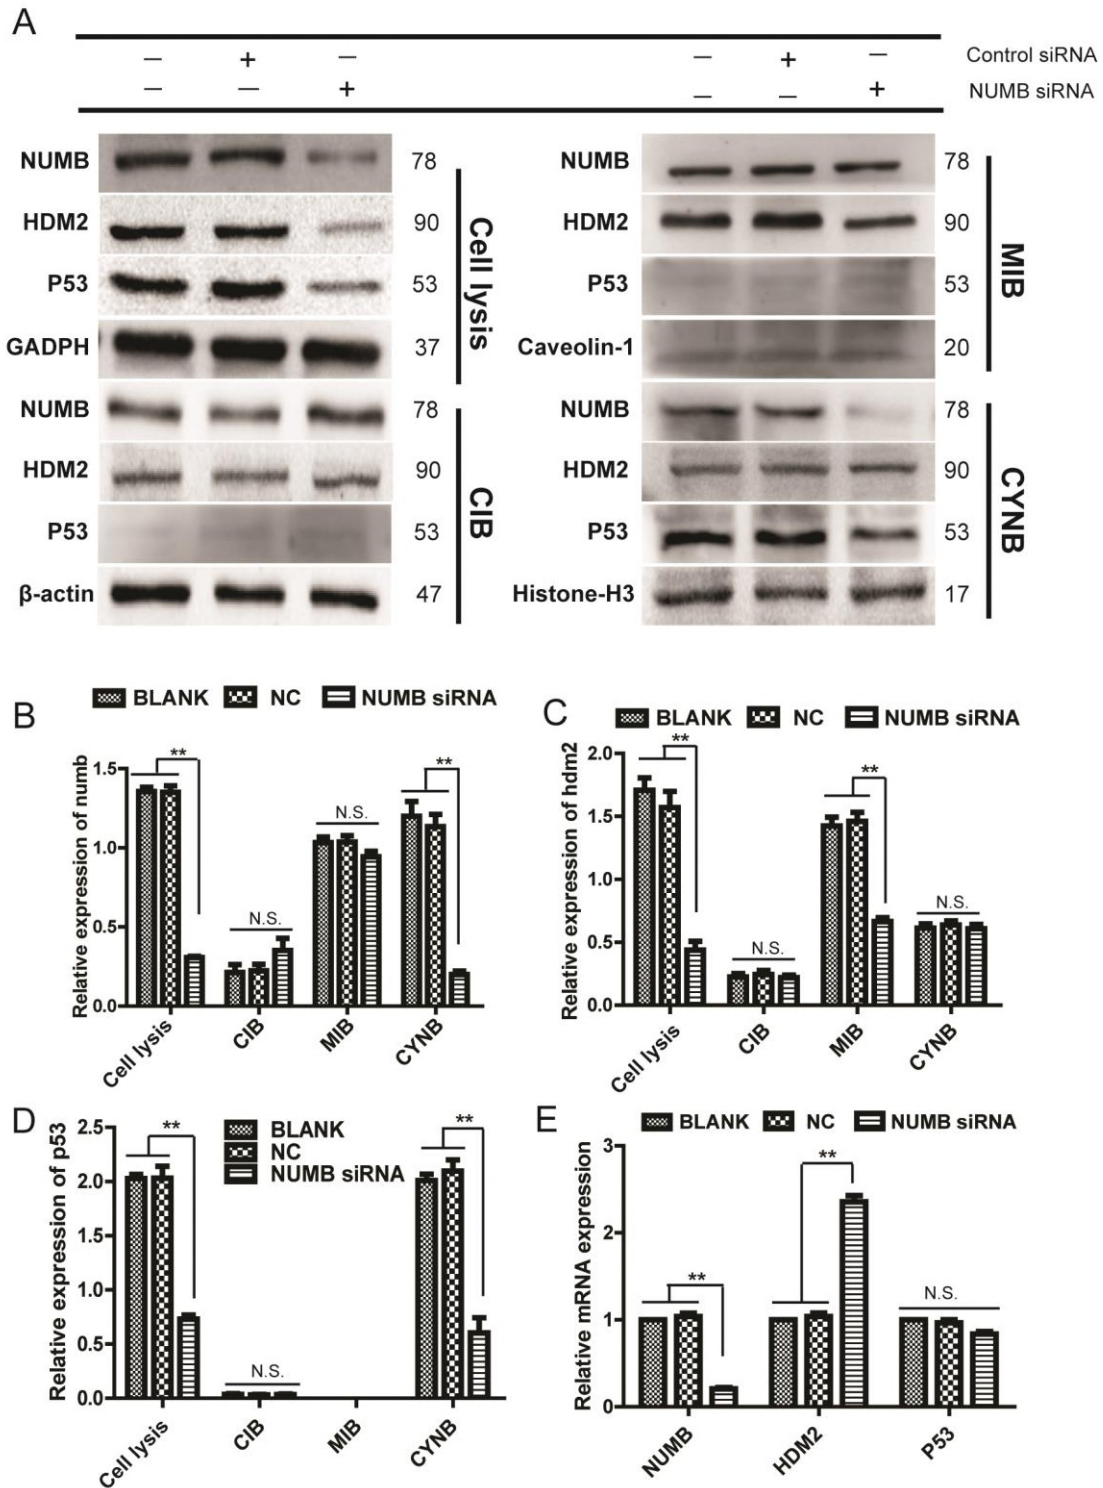 A
— + — — + — Control siRNA
— — + — — + NUMB siRNA
NUMB 78
HDM2 90
P53 53
GADPH 37
Cell lysis
NUMB 78
HDM2 90
P53 53
β-actin 47
CIB
NUMB 78
HDM2 90
P53 53
Caveolin-1 20
MIB
NUMB 78
HDM2 90
P53 53
Histone-H3 17
CYNB
B
BLANK NC NUMB siRNA
Relative expression of numb
1.5
1.0
0.5
0.0
**
N.S.
N.S.
**
Cell lysis CIB MIB CYNB
C
BLANK NC NUMB siRNA
Relative expression of hdm2
2.0
1.5
1.0
0.5
0.0
**
N.S.
**
N.S.
Cell lysis CIB MIB CYNB
D
BLANK
NC
NUMB siRNA
Relative expression of p53
2.5
2.0
1.5
1.0
0.5
0.0
**
N.S.
**
Cell lysis CIB MIB CYNB
E
BLANK NC NUMB siRNA
Relative mRNA expression
3
2
1
0
**
**
N.S.
NUMB HDM2 P53